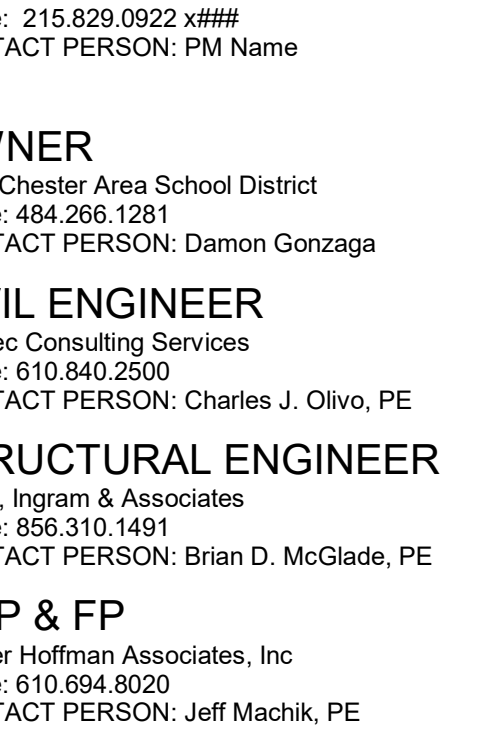 : 215.829.0922 x###
TACT PERSON: PM Name
NER
Chester Area School District
: 484.266.1281
TACT PERSON: Damon Gonzaga
IL ENGINEER
ec Consulting Services
: 610.840.2500
TACT PERSON: Charles J. Olivo, PE
RUCTURAL ENGINEER
, Ingram & Associates
: 856.310.1491
TACT PERSON: Brian D. McGlade, PE
P & FP
er Hoffman Associates, Inc
: 610.694.8020
TACT PERSON: Jeff Machik, PE